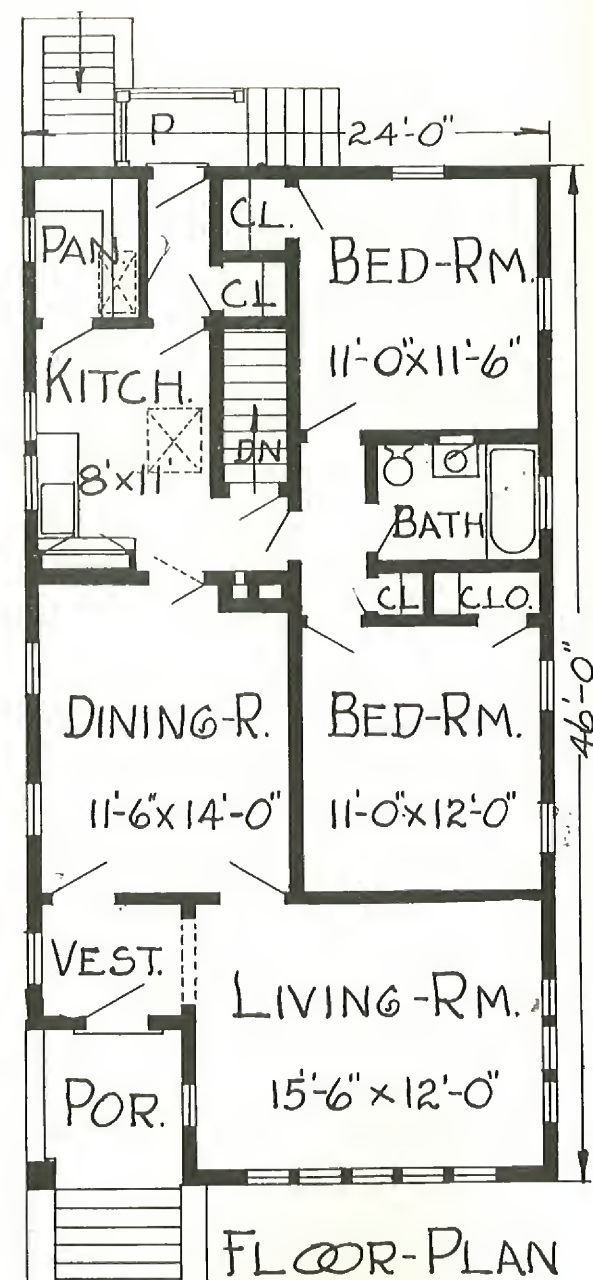 P
24'-0"
PAN.
CL.
CL
BED-RM.
11'-0"X11'-6"
KITCH.
8'X11'
DN
BATH
CL
CLO.
DINING-R.
11'-6"X14'-0"
BED-RM.
11'-0"X12'-0"
46'-0"
VEST.
LIVING-RM.
15'-6"X12'-0"
POR.
FLOOR-PLAN